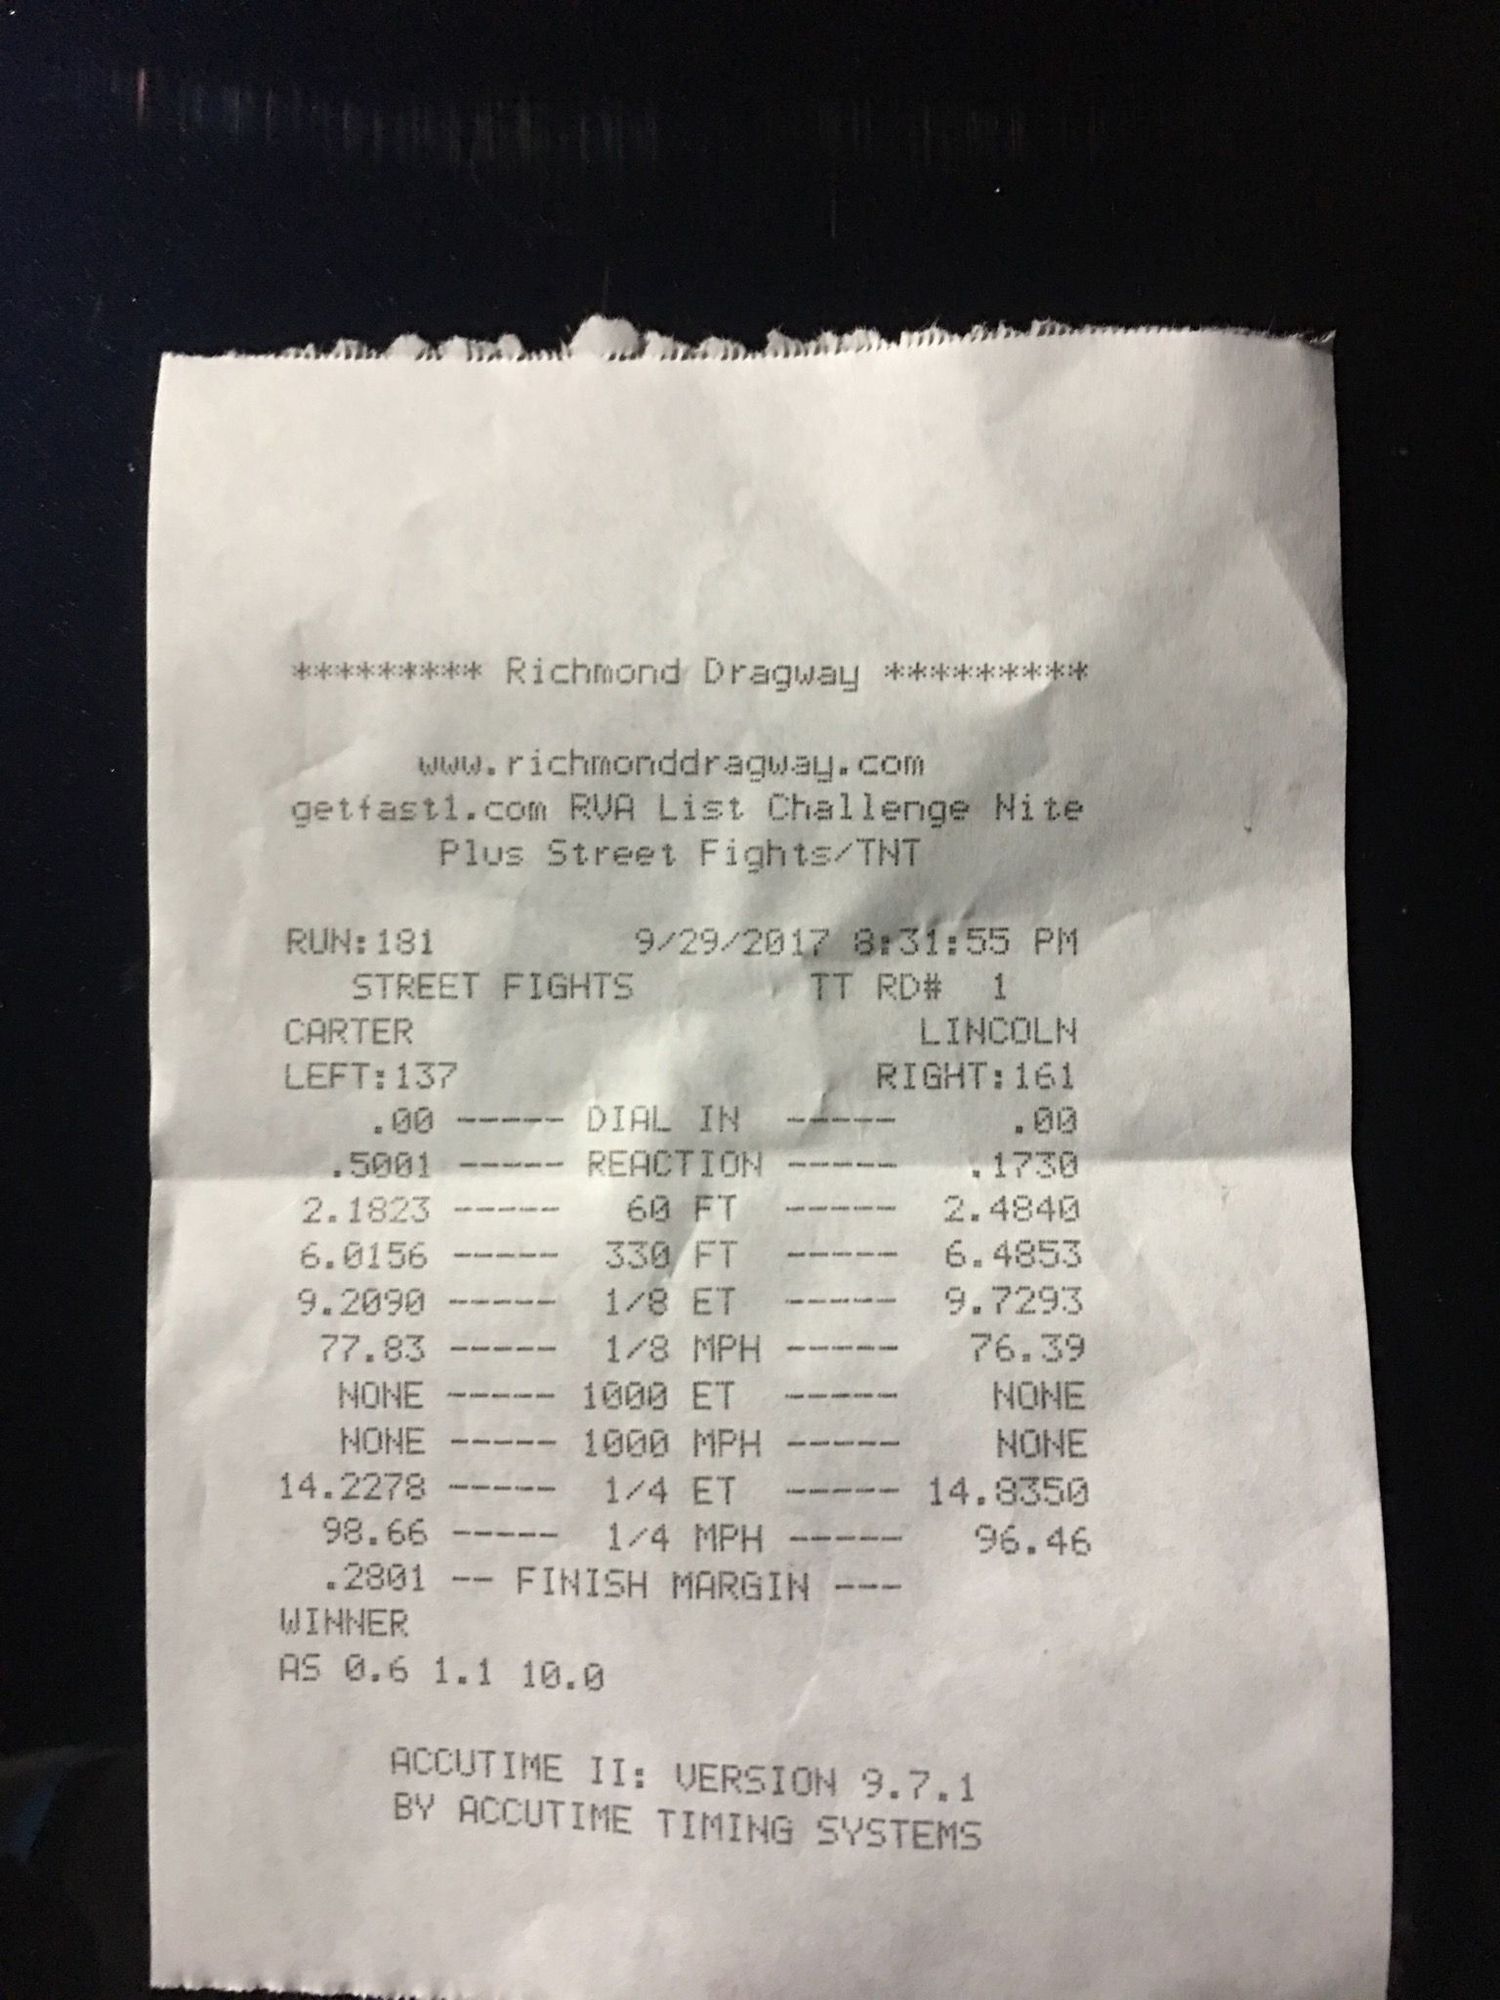 ********* Richmond Dragway *********
www.richmonddragway.com
getfast1.com RVA List Challenge Nite
Plus Street Fights/TNT
RUN:181 9/29/2017 8:31:55 PM
STREET FIGHTS TT RD# 1
CARTER LINCOLN
LEFT:137 RIGHT:161
.00 ----- DIAL IN ----- .00
.5001 ----- REACTION ----- .1730
2.1823 ----- 60 FT ----- 2.4840
6.0156 ----- 330 FT ----- 6.4853
9.2090 ----- 1/8 ET ----- 9.7293
77.83 ----- 1/8 MPH ----- 76.39
NONE ----- 1000 ET ----- NONE
NONE ----- 1000 MPH ----- NONE
14.2278 ----- 1/4 ET ----- 14.8350
98.66 ----- 1/4 MPH ----- 96.46
.2801 -- FINISH MARGIN ---
WINNER
AS 0.6 1.1 10.0
ACCUTIME II: VERSION 9.7.1
BY ACCUTIME TIMING SYSTEMS